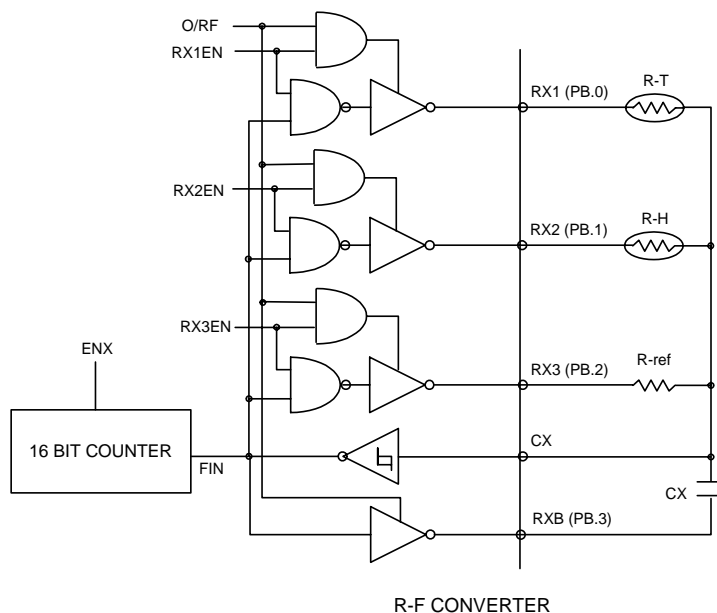 O/RF
RX1EN
RX1 (PB.0)
R-T
RX2EN
RX2 (PB.1)
R-H
RX3EN
RX3 (PB.2)
R-ref
ENX
16 BIT COUNTER
FIN
CX
CX
RXB (PB.3)
R-F CONVERTER